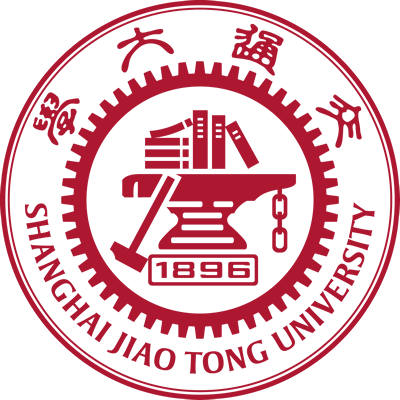 交通大學
1896
SHANGHAI JIAO TONG UNIVERSITY